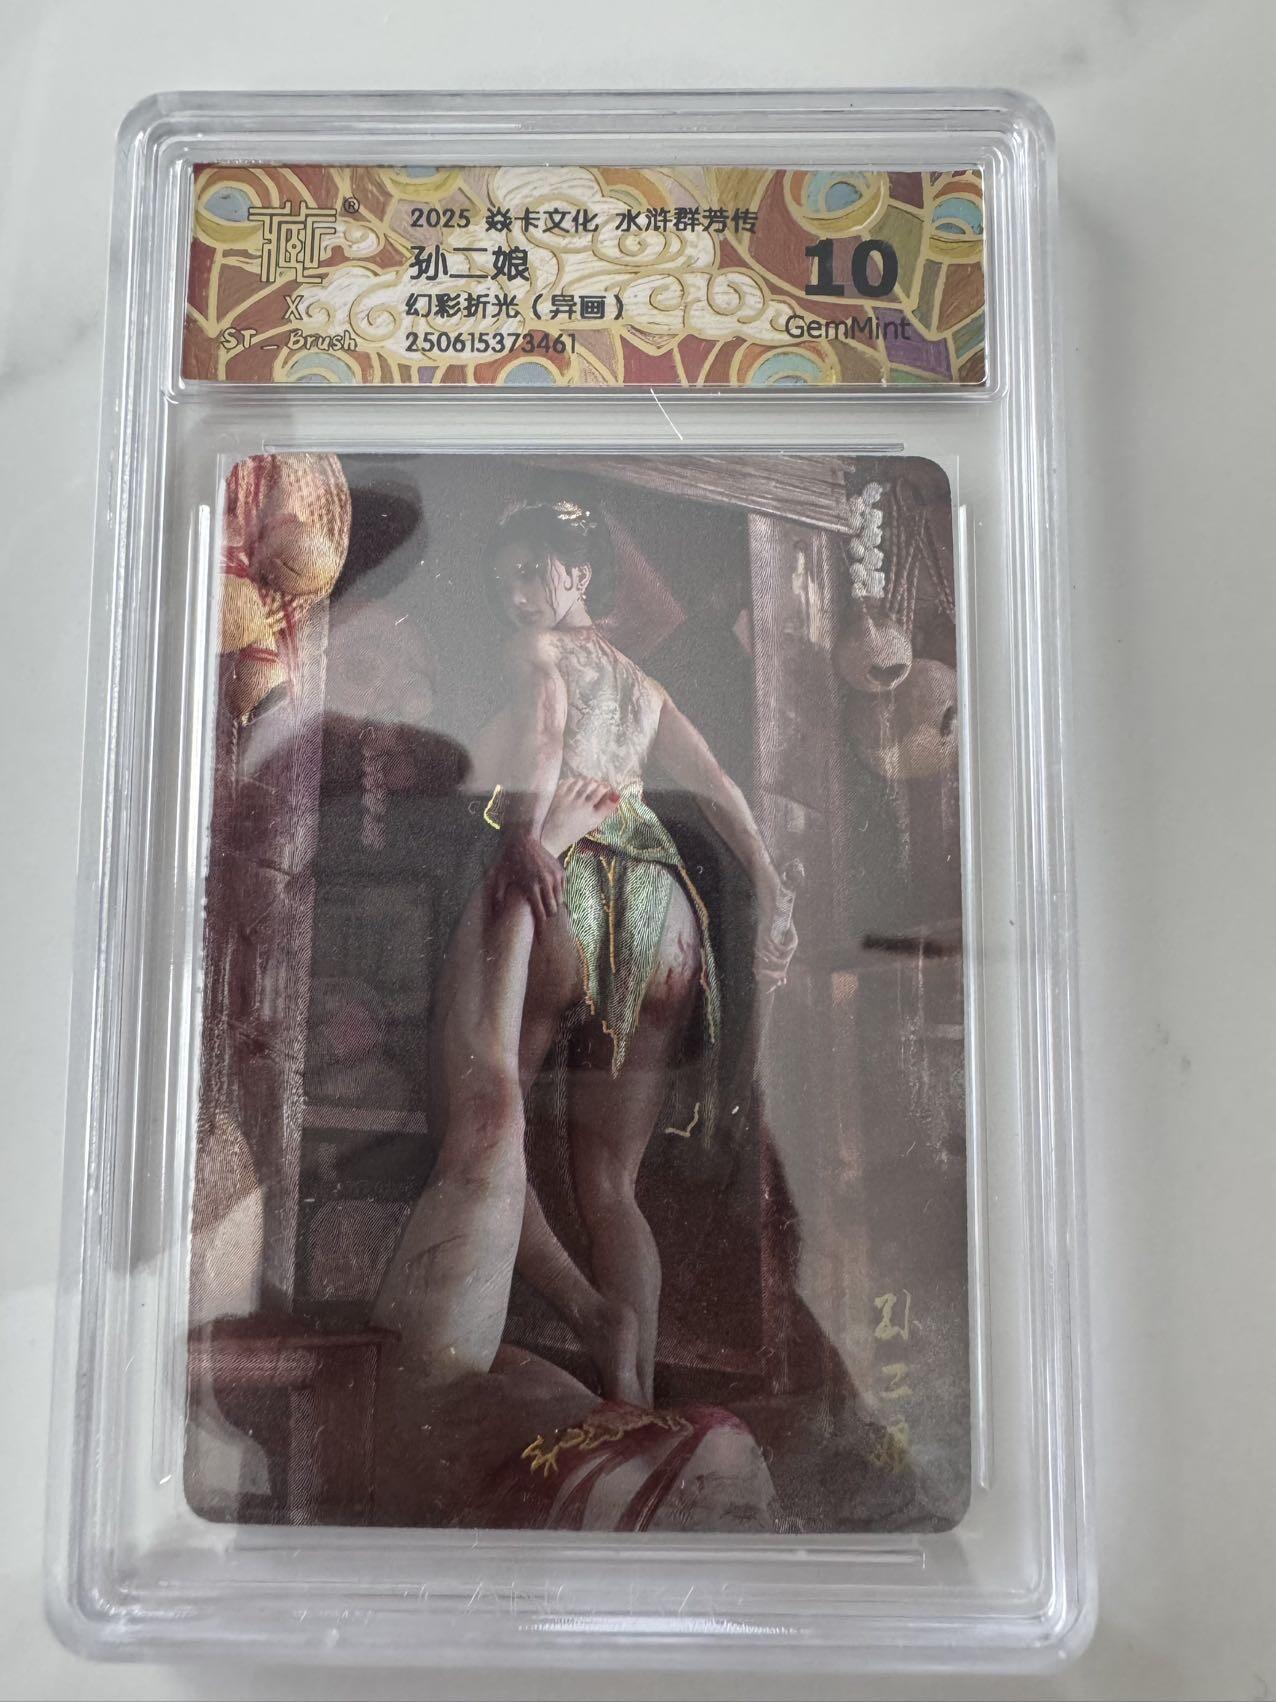 藏®
X
ST_Brush
2025 焱卡文化 水浒群芳传
孙二娘
幻彩折光（异画）
250615373461
10
GemMint
孙二娘